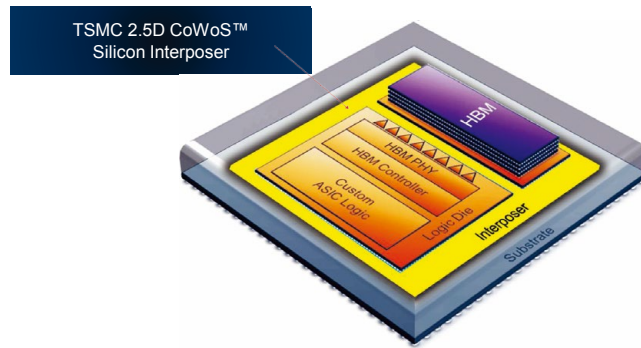 TSMC 2.5D CoWoS™
Silicon Interposer
HBM
HBM PHY
HBM Controller
Custom
ASIC Logic
Logic Die
Interposer
Substrate